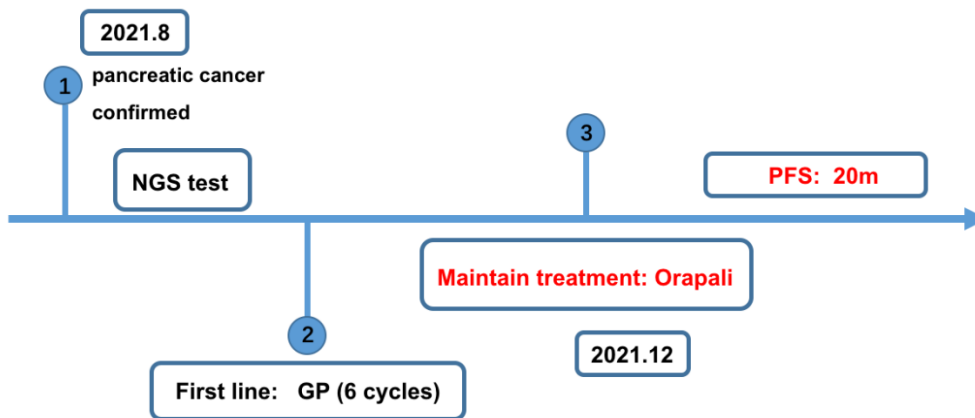 2021.8
1
pancreatic cancer
confirmed
NGS test
3
PFS: 20m
Maintain treatment: Orapali
2
2021.12
First line: GP (6 cycles)